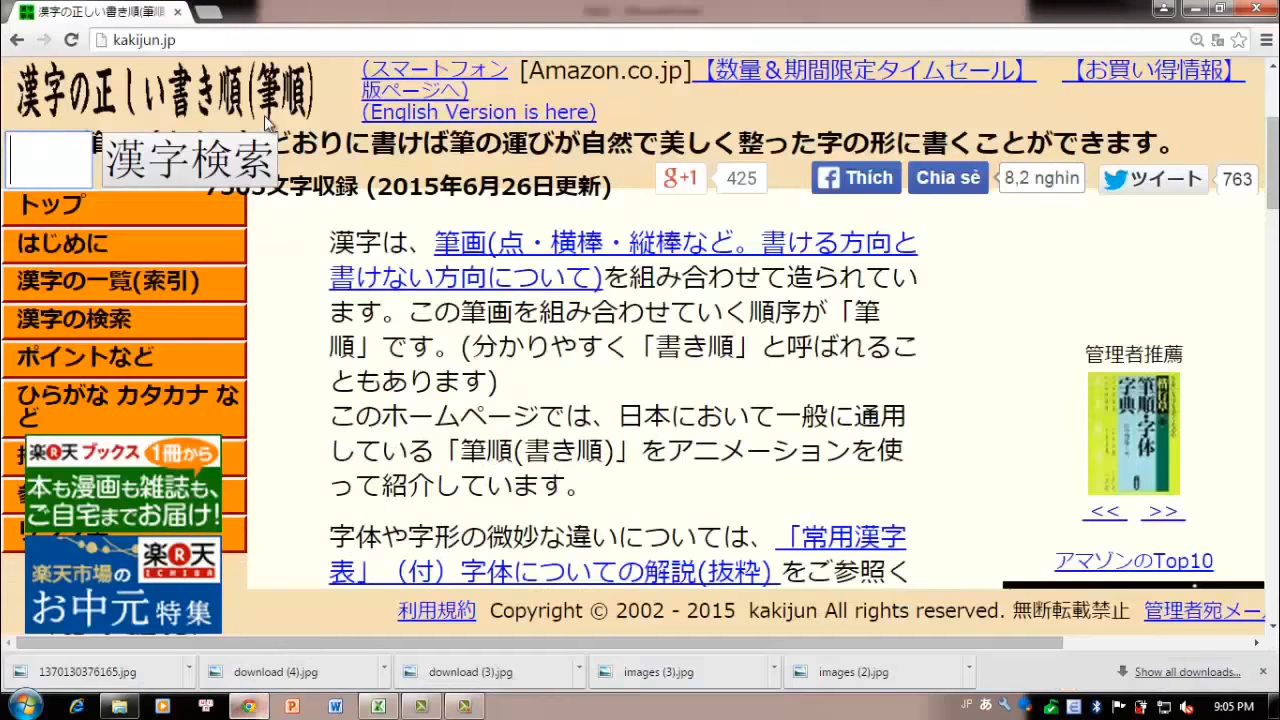 漢字の正しい書き順(筆順
kakijun.jp
漢字の正しい書き順(筆順)
(スマートフォン
版ページへ)
(English Version is here)
[Amazon.co.jp]【数量＆期間限定タイムセール】
【お買い得情報】
どおりに書けば筆の運びが自然で美しく整った字の形に書くことができます。
漢字検索
文字収録 (2015年6月26日更新)
g+1 425
Thích
Chia sẻ 8,2 nghìn
ツイート 763
トップ
はじめに
漢字の一覧(索引)
漢字の検索
ポイントなど
ひらがな カタカナ な
ど
楽天ブックス 1冊から
本も漫画も雑誌も、
ご自宅までお届け!
楽天
ICHIBA
楽天市場の
お中元特集
漢字は、筆画(点・横棒・縦棒など。書ける方向と
書けない方向について)を組み合わせて造られてい
ます。この筆画を組み合わせていく順序が「筆
順」です。(分かりやすく「書き順」と呼ばれるこ
ともあります)
このホームページでは、日本において一般に通用
している「筆順(書き順)」をアニメーションを使
って紹介しています。
字体や字形の微妙な違いについては、「常用漢字
表」（付）字体についての解説(抜粋) をご参照く
管理者推薦
筆順・字体
字典
<< >>
アマゾンのTop10
利用規約 Copyright © 2002 - 2015 kakijun All rights reserved. 無断転載禁止 管理者宛メー
1370130376165.jpg
download (4).jpg
download (3).jpg
images (3).jpg
images (2).jpg
Show all downloads...
JP あ
9:05 PM